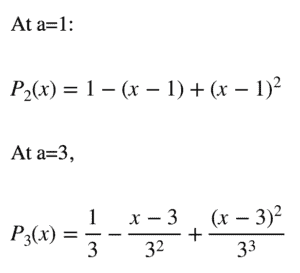 At a=1:
P₂(x) = 1 − (x − 1) + (x − 1)²
At a=3,
P₃(x) = 1/3 − (x − 3)/3² + (x − 3)²/3³